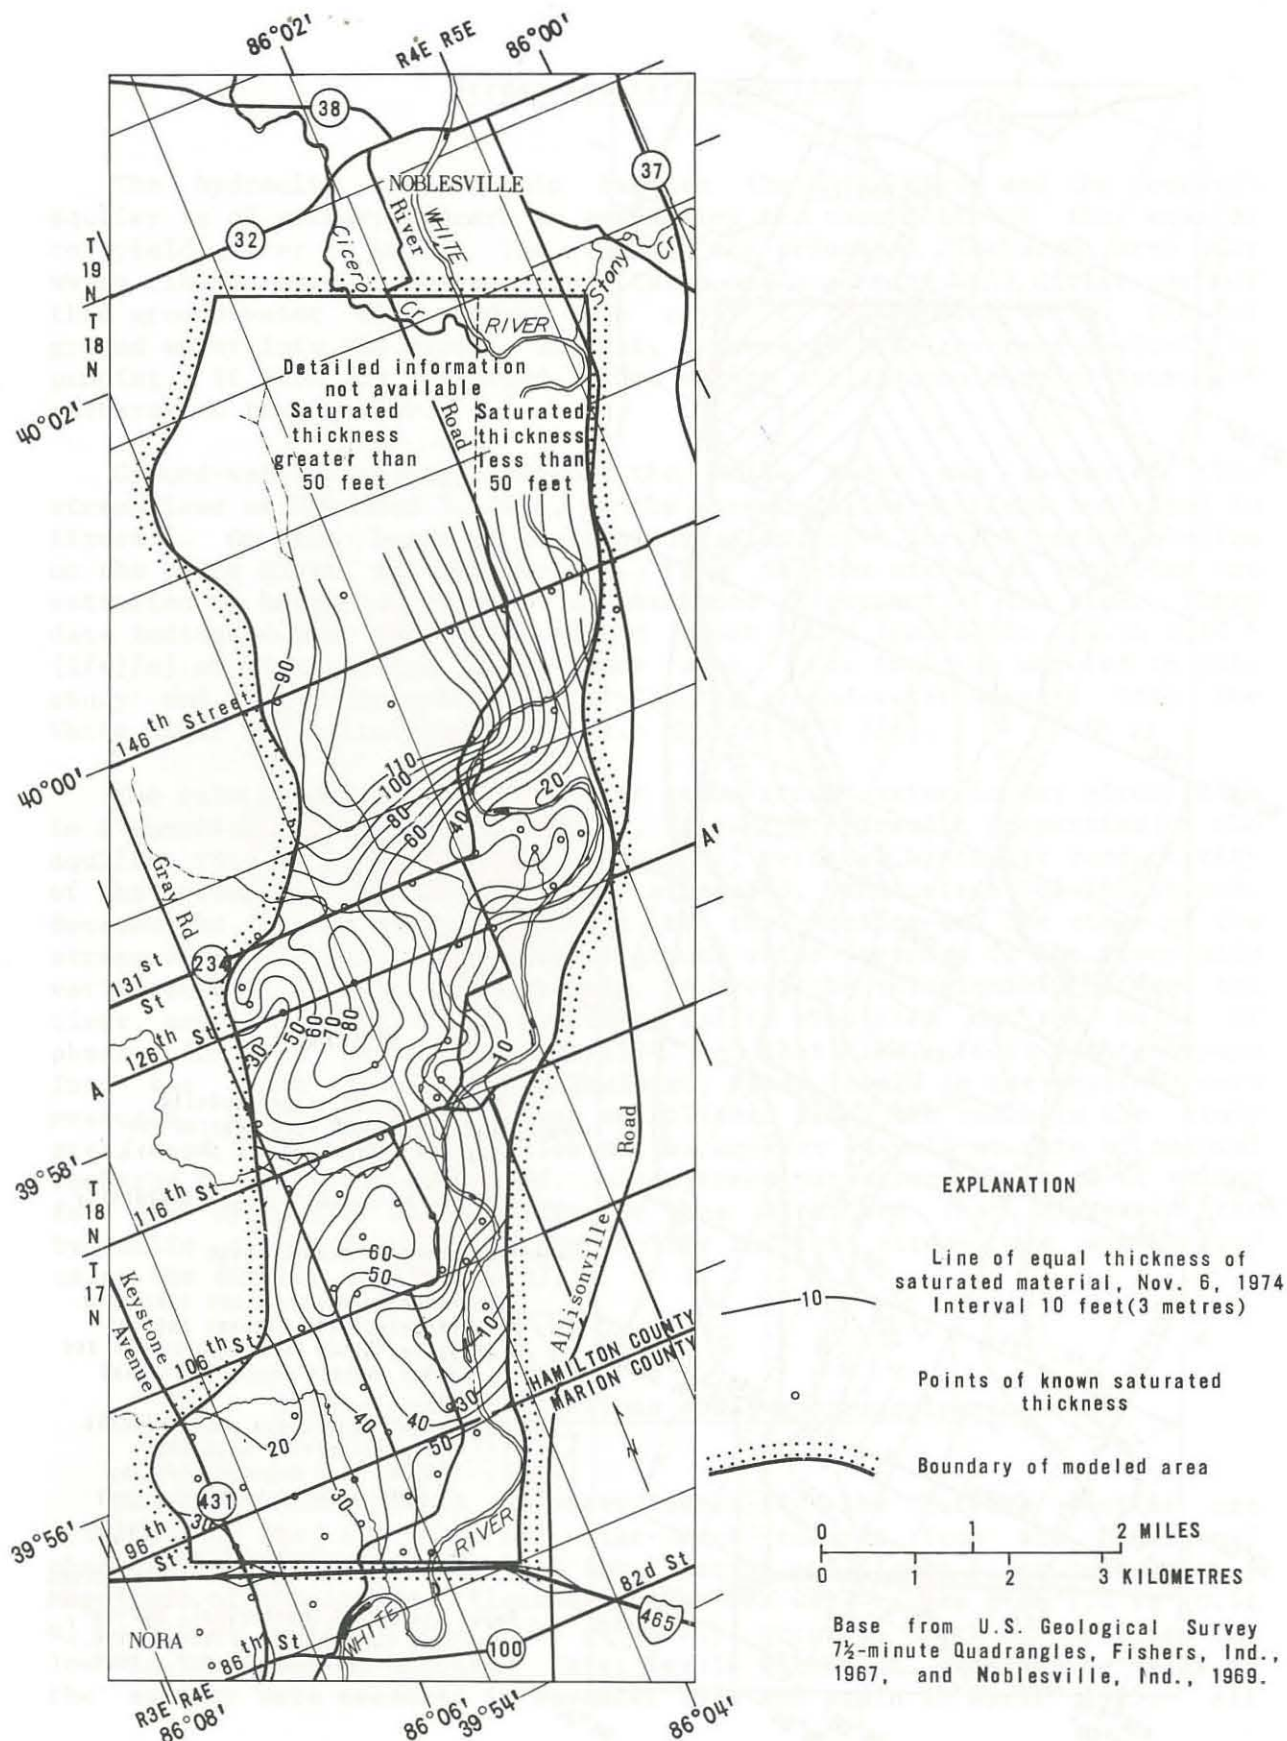 86°02'
R4E R5E
86°00'
38
37
NOBLESVILLE
River
WHITE
Cicero
32
Stony
Cr
T
19
N
T
18
N
Cr
RIVER
Detailed information
not available
Road
Saturated
thickness
greater than
50 feet
Saturated
thickness
less than
50 feet
40°02'
90
146th Street
40°00'
110
100
80
60
40
20
A'
Gray Rd
234
131st
St
126th St
30
50
60
70
80
10
A
39°58'
Road
T
18
N
T
17
N
116th St
60
50
Keystone
Avenue
106th St
10
Allisonville
HAMILTON COUNTY
MARION COUNTY
30
40
40
50
20
N
431
30
30
96th
St
39°56'
RIVER
82d St
465
NORA
86th St
WHITE
100
R3E R4E
86°08'
86°06'
39°54'
86°04'
EXPLANATION
Line of equal thickness of
saturated material, Nov. 6, 1974
Interval 10 feet(3 metres)
10
Points of known saturated
thickness
Boundary of modeled area
0 1 2 MILES
0 1 2 3 KILOMETRES
Base from U.S. Geological Survey
7½-minute Quadrangles, Fishers, Ind.,
1967, and Noblesville, Ind., 1969.